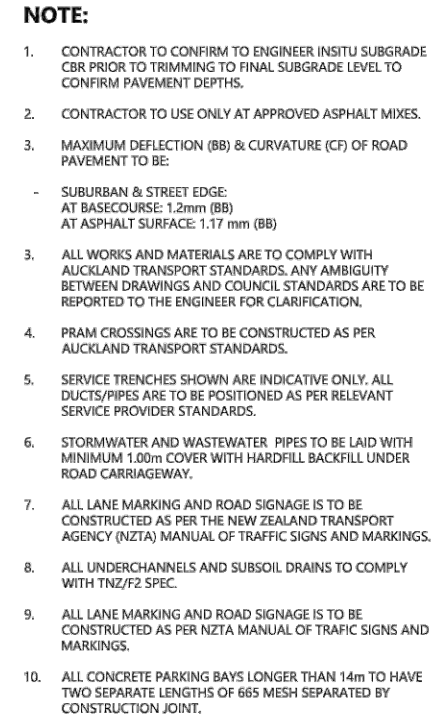 NOTE:
1. CONTRACTOR TO CONFIRM TO ENGINEER INSITU SUBGRADE
CBR PRIOR TO TRIMMING TO FINAL SUBGRADE LEVEL TO
CONFIRM PAVEMENT DEPTHS.
2. CONTRACTOR TO USE ONLY AT APPROVED ASPHALT MIXES.
3. MAXIMUM DEFLECTION (BB) & CURVATURE (CF) OF ROAD
PAVEMENT TO BE:
- SUBURBAN & STREET EDGE:
AT BASECOURSE: 1.2mm (BB)
AT ASPHALT SURFACE: 1.17 mm (BB)
3. ALL WORKS AND MATERIALS ARE TO COMPLY WITH
AUCKLAND TRANSPORT STANDARDS. ANY AMBIGUITY
BETWEEN DRAWINGS AND COUNCIL STANDARDS ARE TO BE
REPORTED TO THE ENGINEER FOR CLARIFICATION.
4. PRAM CROSSINGS ARE TO BE CONSTRUCTED AS PER
AUCKLAND TRANSPORT STANDARDS.
5. SERVICE TRENCHES SHOWN ARE INDICATIVE ONLY. ALL
DUCTS/PIPES ARE TO BE POSITIONED AS PER RELEVANT
SERVICE PROVIDER STANDARDS.
6. STORMWATER AND WASTEWATER PIPES TO BE LAID WITH
MINIMUM 1.00m COVER WITH HARDFILL BACKFILL UNDER
ROAD CARRIAGEWAY.
7. ALL LANE MARKING AND ROAD SIGNAGE IS TO BE
CONSTRUCTED AS PER THE NEW ZEALAND TRANSPORT
AGENCY (NZTA) MANUAL OF TRAFFIC SIGNS AND MARKINGS.
8. ALL UNDERCHANNELS AND SUBSOIL DRAINS TO COMPLY
WITH TNZ/F2 SPEC.
9. ALL LANE MARKING AND ROAD SIGNAGE IS TO BE
CONSTRUCTED AS PER NZTA MANUAL OF TRAFIC SIGNS AND
MARKINGS.
10. ALL CONCRETE PARKING BAYS LONGER THAN 14m TO HAVE
TWO SEPARATE LENGTHS OF 665 MESH SEPARATED BY
CONSTRUCTION JOINT.